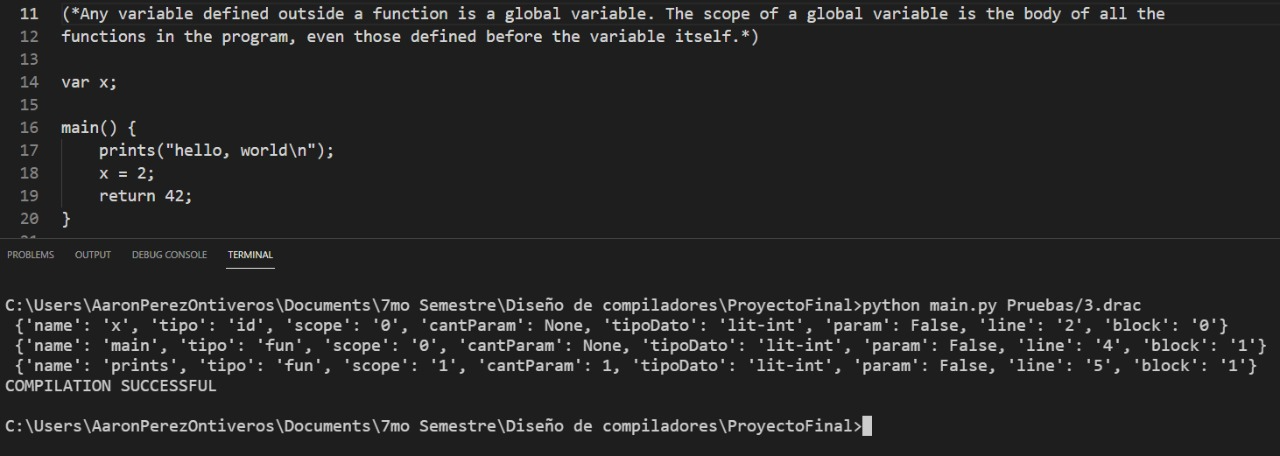 11 (*Any variable defined outside a function is a global variable. The scope of a global variable is the body of all the
12 functions in the program, even those defined before the variable itself.*)
13
14 var x;
15
16 main() {
17     prints("hello, world\n");
18     x = 2;
19     return 42;
20 }
PROBLEMS OUTPUT DEBUG CONSOLE TERMINAL
C:\Users\AaronPerezOntiveros\Documents\7mo Semestre\Diseño de compiladores\ProyectoFinal>python main.py Pruebas/3.drac
{'name': 'x', 'tipo': 'id', 'scope': '0', 'cantParam': None, 'tipoDato': 'lit-int', 'param': False, 'line': '2', 'block': '0'}
{'name': 'main', 'tipo': 'fun', 'scope': '0', 'cantParam': None, 'tipoDato': 'lit-int', 'param': False, 'line': '4', 'block': '1'}
{'name': 'prints', 'tipo': 'fun', 'scope': '1', 'cantParam': 1, 'tipoDato': 'lit-int', 'param': False, 'line': '5', 'block': '1'}
COMPILATION SUCCESSFUL
C:\Users\AaronPerezOntiveros\Documents\7mo Semestre\Diseño de compiladores\ProyectoFinal>